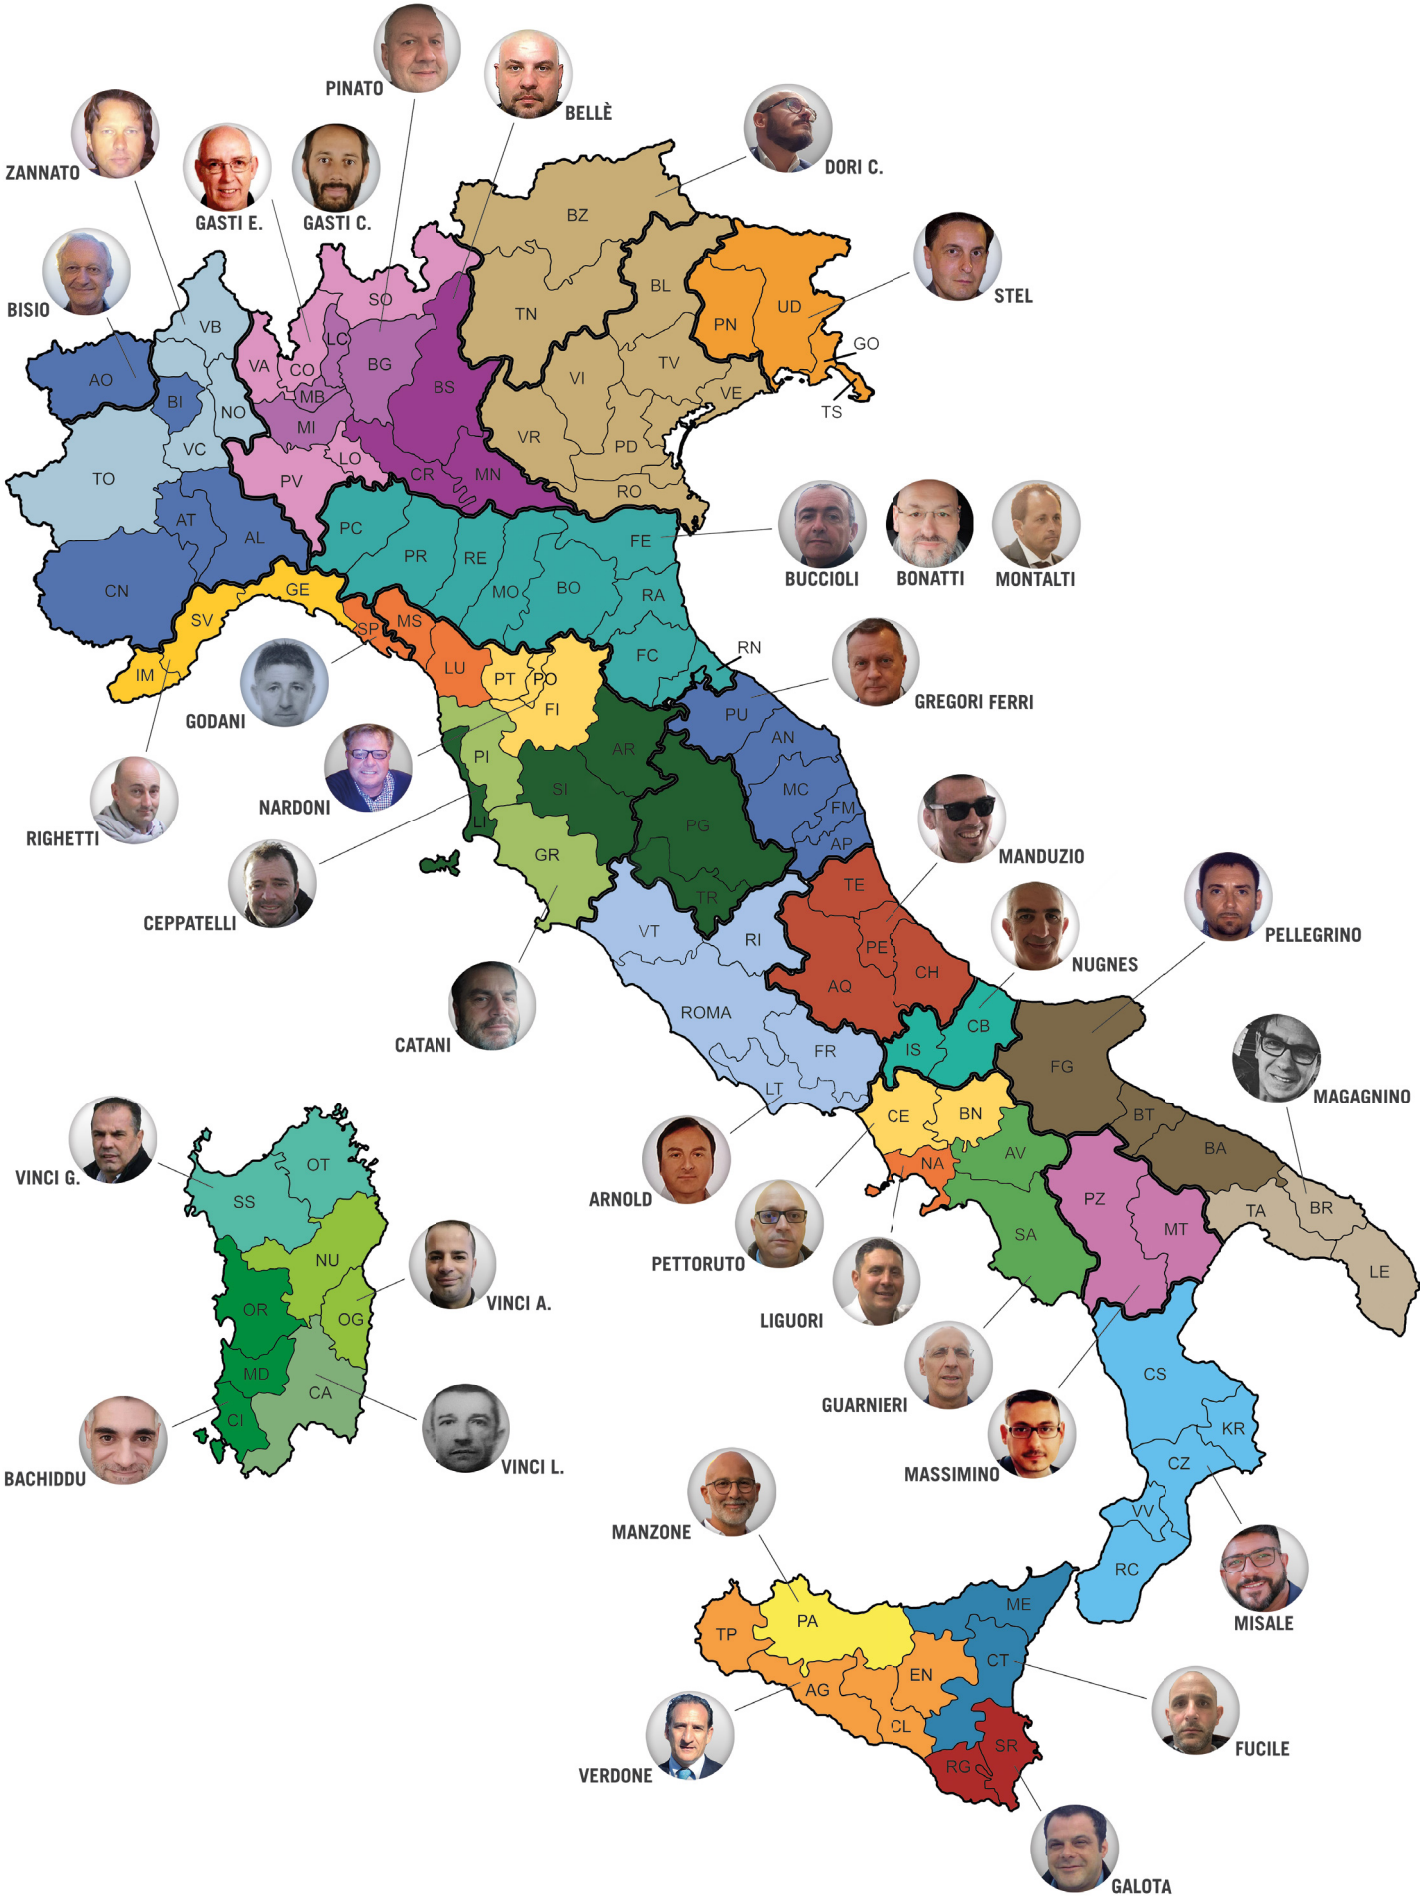 PINATO
BELLÈ
DORI C.
ZANNATO
GASTI E.
GASTI C.
STEL
BISIO
BZ
BL
TN
PN
UD
GO
TS
VB
SO
LC
VA
CO
BG
MB
BS
AO
BI
NO
MI
VC
LO
TO
PV
CR
MN
VI
TV
VE
VR
PD
RO
AT
AL
CN
PC
PR
RE
MO
BO
FE
RA
FC
RN
BUCCIOLI
BONATTI
MONTALTI
GE
SV
IM
SP
MS
LU
PT
PO
FI
GODANI
GREGORI FERRI
PU
AN
MC
FM
AP
PI
AR
SI
LI
GR
PG
TR
NARDONI
RIGHETTI
CEPPATELLI
MANDUZIO
TE
PE
CH
AQ
VT
RI
ROMA
FR
LT
NUGNES
PELLEGRINO
CATANI
CB
IS
FG
BT
BA
MAGAGNINO
CE
BN
NA
AV
SA
PZ
MT
TA
BR
LE
ARNOLD
PETTORUTO
LIGUORI
GUARNIERI
MASSIMINO
VINCI G.
OT
SS
NU
OR
OG
MD
CA
CI
VINCI A.
BACHIDDU
VINCI L.
CS
KR
CZ
VV
RC
MISALE
MANZONE
PA
ME
TP
CT
EN
AG
CL
SR
RG
VERDONE
FUCILE
GALOTA